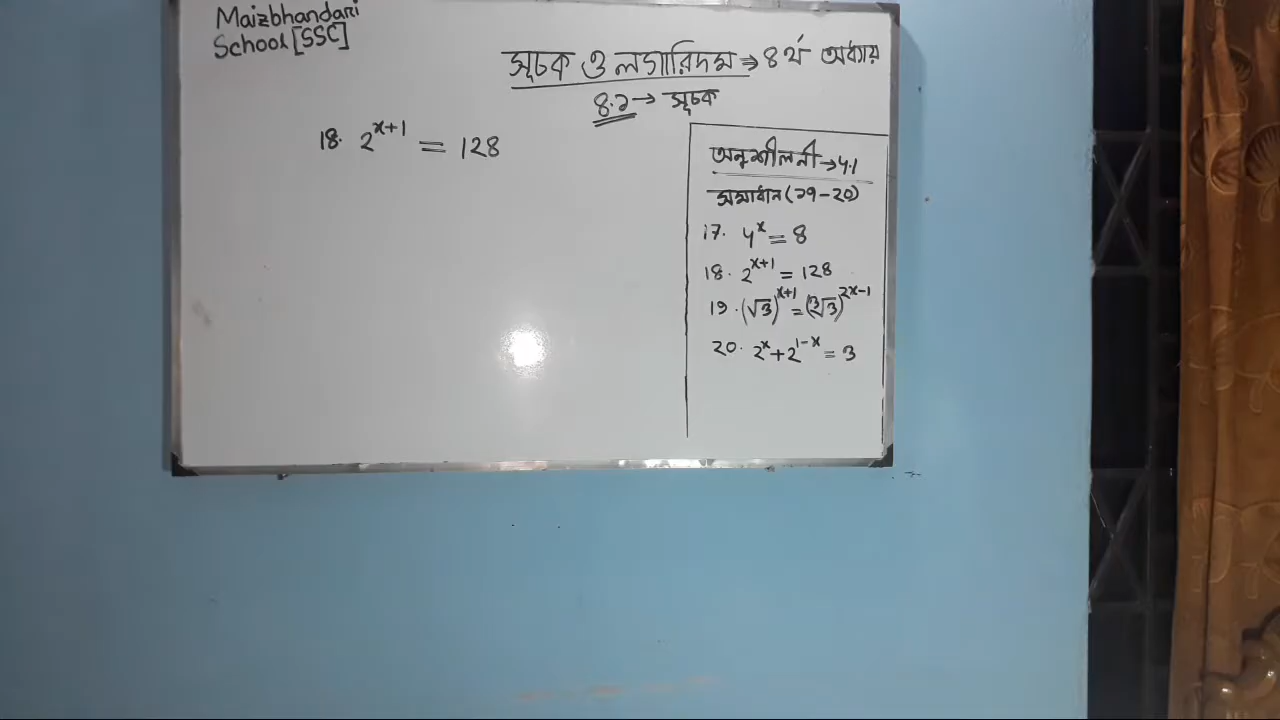 Maizbhandari
School [SSC]
সূচক ও লগারিদম ⇒ ৪র্থ অধ্যায়
৪.১ → সূচক
18. 2^{x+1} = 128
অনুশীলনী → 4.1
সমাধান (১৭-২০)
17. 4^x = 8
18. 2^{x+1} = 128
19. (√3)^{x+1} = (∛3)^{2x-1}
20. 2^x + 2^{1-x} = 3